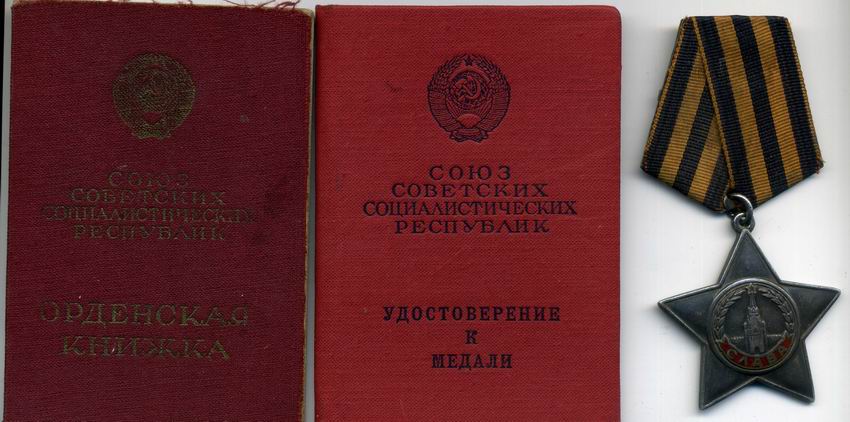 СОЮЗ
СОВЕТСКИХ
СОЦИАЛИСТИЧЕСКИХ
РЕСПУБЛИК
ОРДЕНСКАЯ
КНИЖКА
СОЮЗ
СОВЕТСКИХ
СОЦИАЛИСТИЧЕСКИХ
РЕСПУБЛИК
УДОСТОВЕРЕНИЕ
К
МЕДАЛИ
СЛАВА